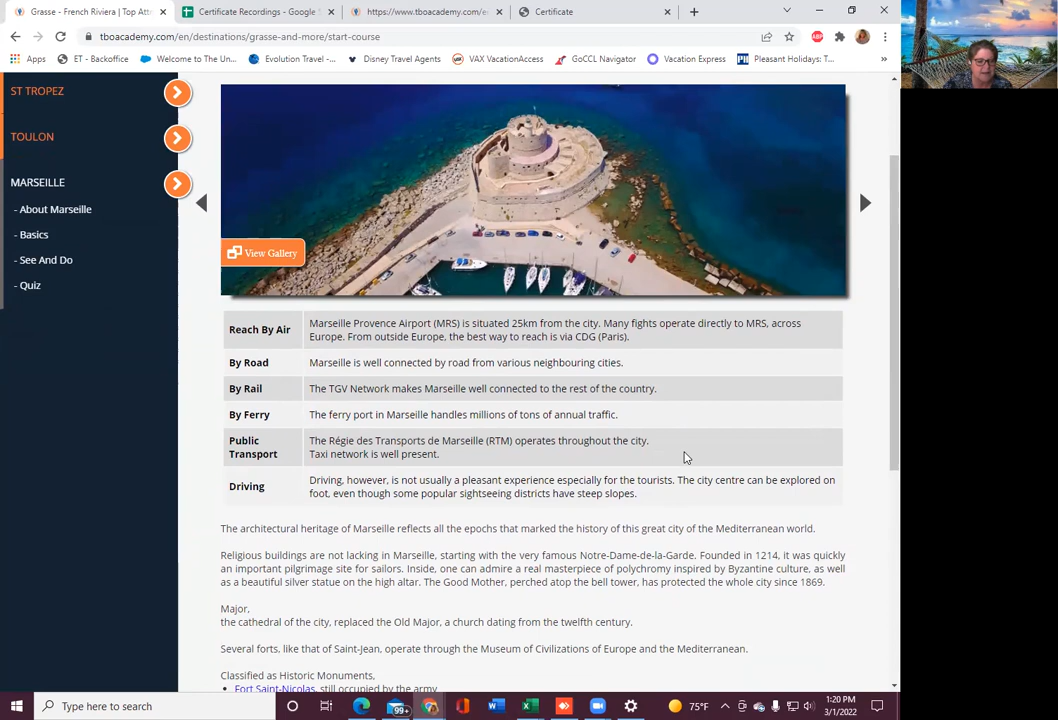 Grasse - French Riviera | Top Att
Certificate Recordings - Google S
https://www.tboacademy.com/e
Certificate
tboacademy.com/en/destinations/grasse-and-more/start-course
Apps
ET - Backoffice
Welcome to The Un...
Evolution Travel -...
Disney Travel Agents
VAX VacationAccess
GoCCL Navigator
Vacation Express
Pleasant Holidays: T...
ST TROPEZ
TOULON
MARSEILLE
- About Marseille
- Basics
- See And Do
- Quiz
View Gallery
Reach By Air
Marseille Provence Airport (MRS) is situated 25km from the city. Many fights operate directly to MRS, across
Europe. From outside Europe, the best way to reach is via CDG (Paris).
By Road
Marseille is well connected by road from various neighbouring cities.
By Rail
The TGV Network makes Marseille well connected to the rest of the country.
By Ferry
The ferry port in Marseille handles millions of tons of annual traffic.
Public
Transport
The Régie des Transports de Marseille (RTM) operates throughout the city.
Taxi network is well present.
Driving
Driving, however, is not usually a pleasant experience especially for the tourists. The city centre can be explored on
foot, even though some popular sightseeing districts have steep slopes.
The architectural heritage of Marseille reflects all the epochs that marked the history of this great city of the Mediterranean world.
Religious buildings are not lacking in Marseille, starting with the very famous Notre-Dame-de-la-Garde. Founded in 1214, it was quickly
an important pilgrimage site for sailors. Inside, one can admire a real masterpiece of polychromy inspired by Byzantine culture, as well
as a beautiful silver statue on the high altar. The Good Mother, perched atop the bell tower, has protected the whole city since 1869.
Major,
the cathedral of the city, replaced the Old Major, a church dating from the twelfth century.
Several forts, like that of Saint-Jean, operate through the Museum of Civilizations of Europe and the Mediterranean.
Classified as Historic Monuments,
• Fort Saint-Nicolas, still occupied by the army
Type here to search
99+
75°F
1:20 PM
3/1/2022